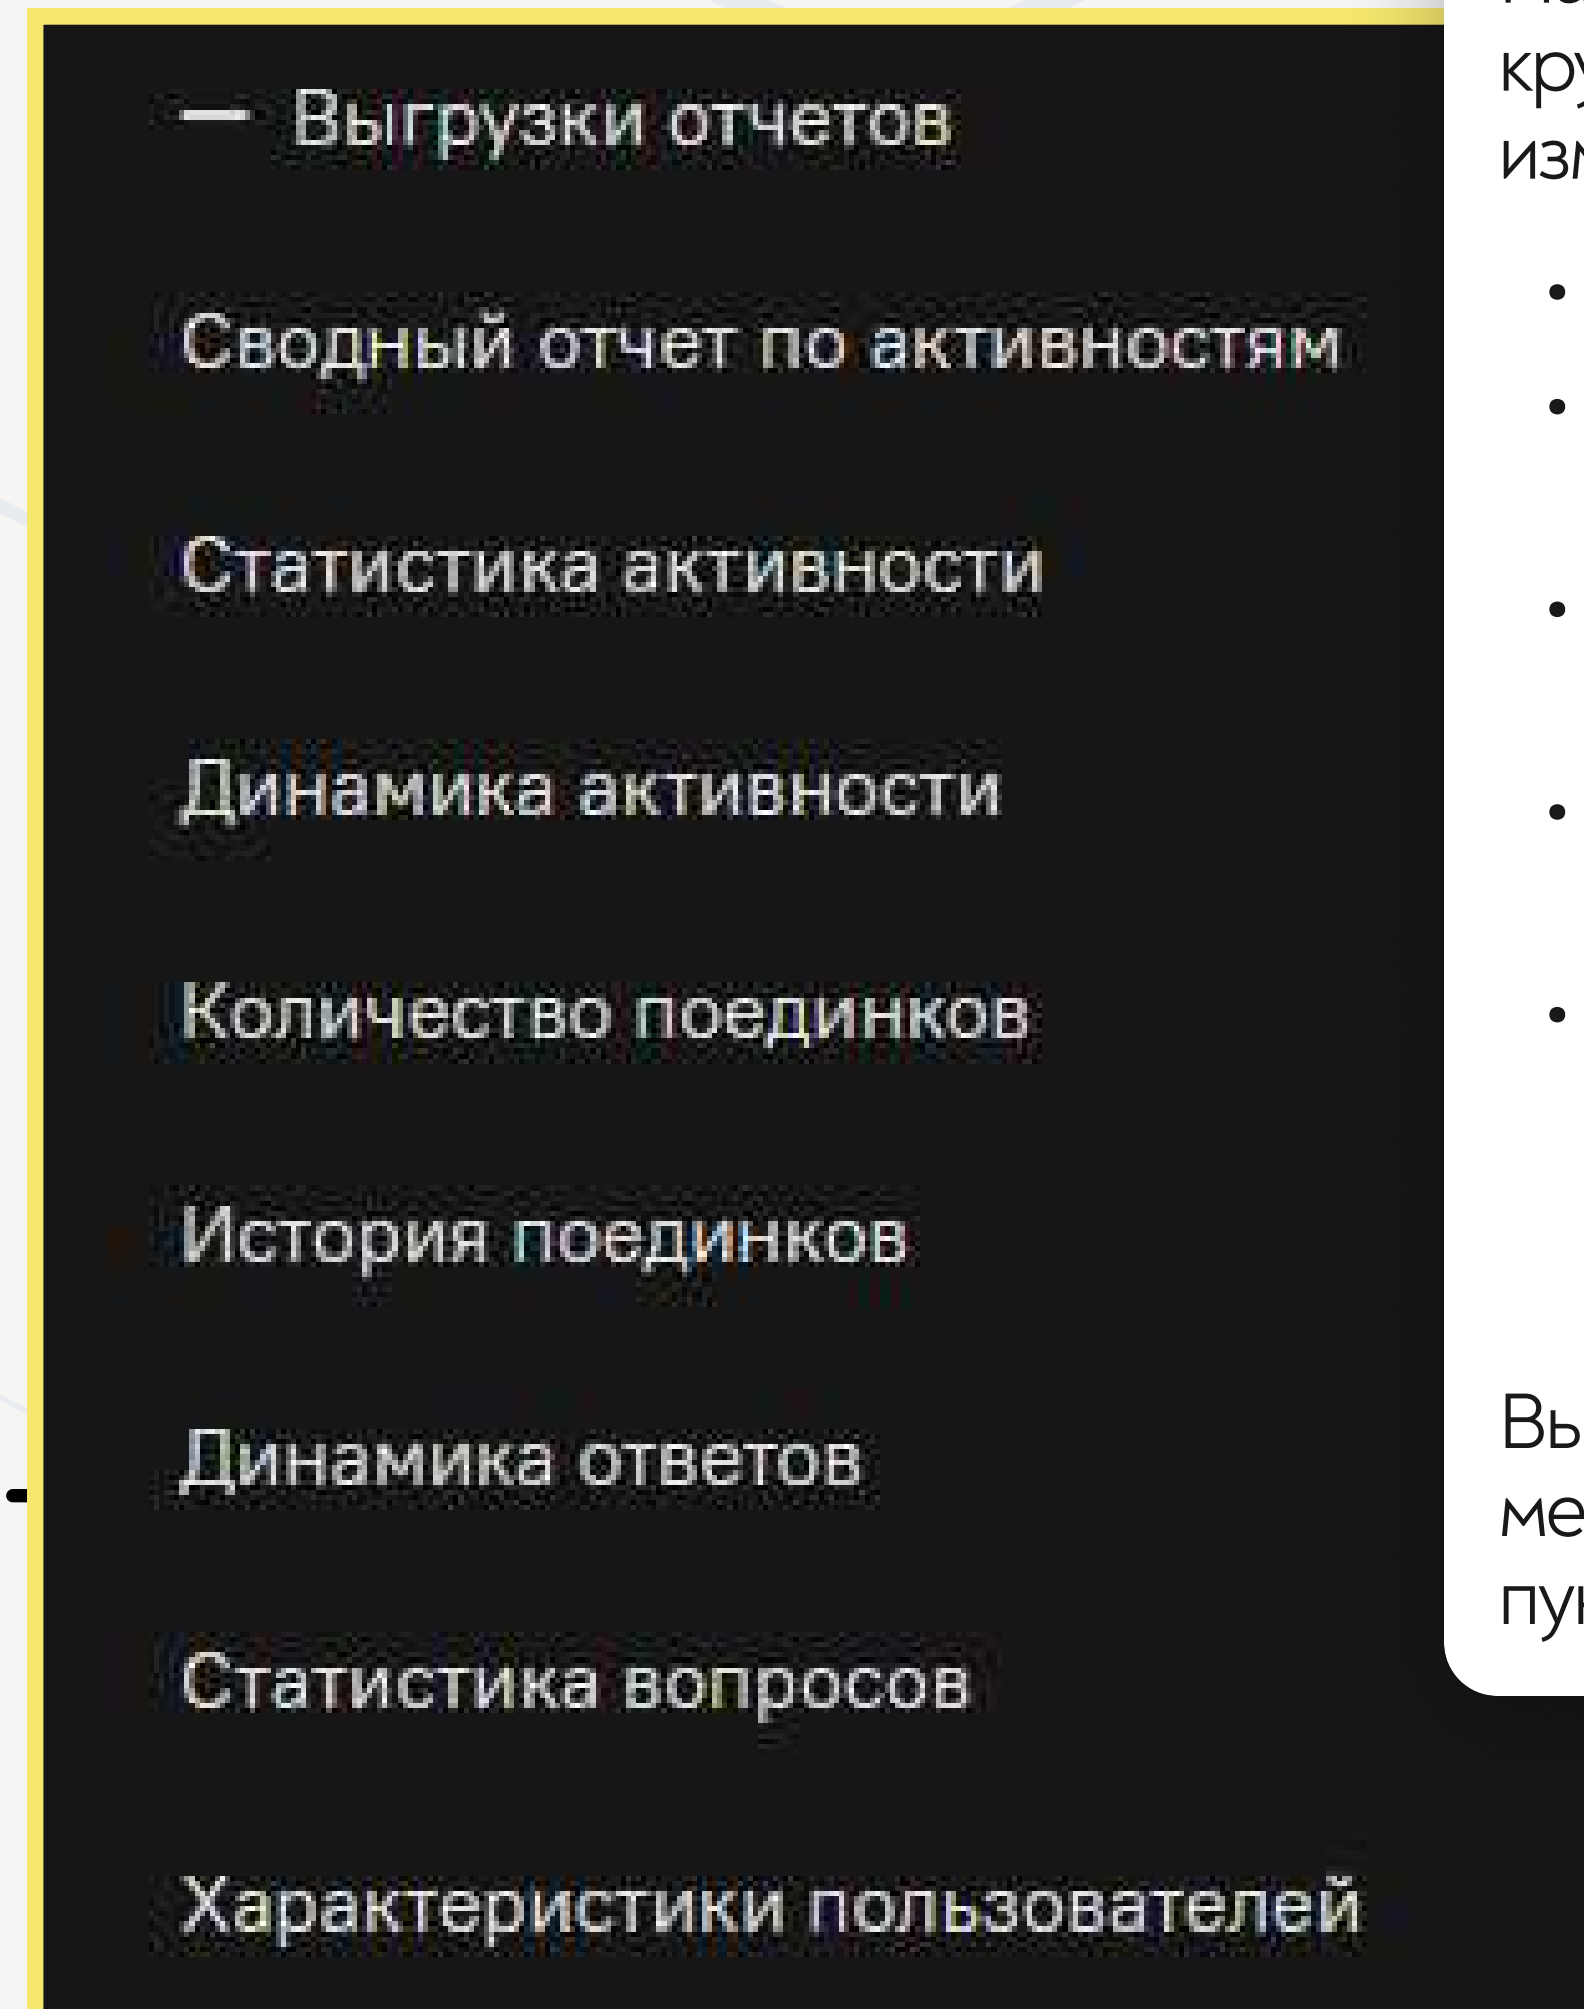 — Выгрузки отчетов
Сводный отчет по активностям
Статистика активности
Динамика активности
Количество поединков
История поединков
Динамика ответов
Статистика вопросов
Характеристики пользователей